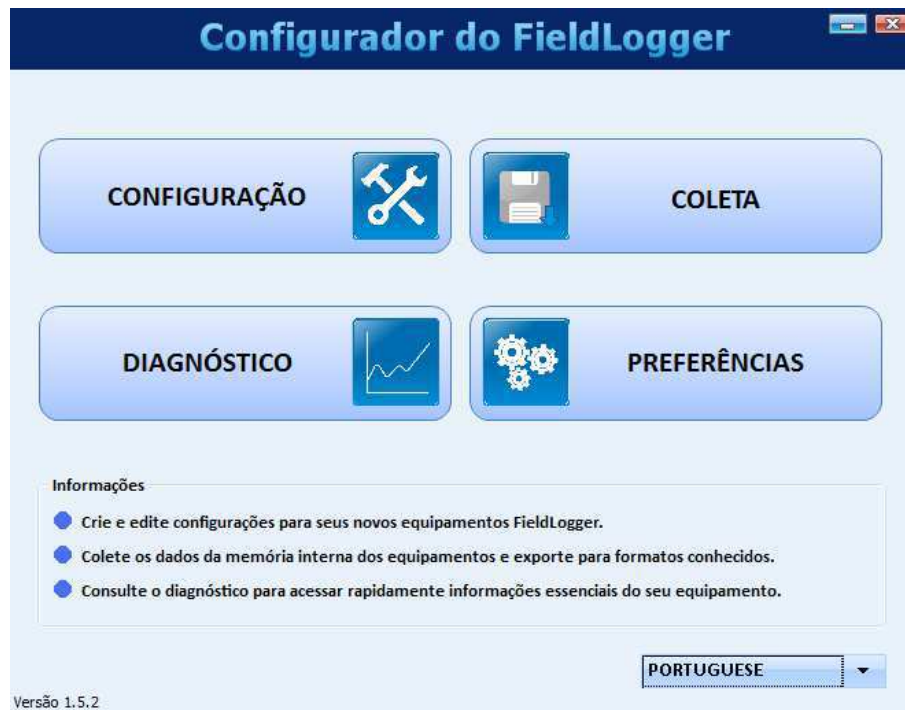 Configurador do FieldLogger
CONFIGURAÇÃO
COLETA
DIAGNÓSTICO
PREFERÊNCIAS
Informações
Crie e edite configurações para seus novos equipamentos FieldLogger.
Colete os dados da memória interna dos equipamentos e exporte para formatos conhecidos.
Consulte o diagnóstico para acessar rapidamente informações essenciais do seu equipamento.
PORTUGUESE
Versão 1.5.2